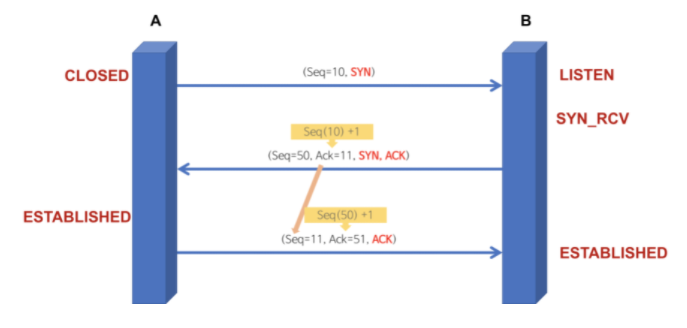 A
B
CLOSED
(Seq=10, SYN)
LISTEN
SYN_RCV
Seq(10) +1
(Seq=50, Ack=11, SYN, ACK)
ESTABLISHED
Seq(50) +1
(Seq=11, Ack=51, ACK)
ESTABLISHED